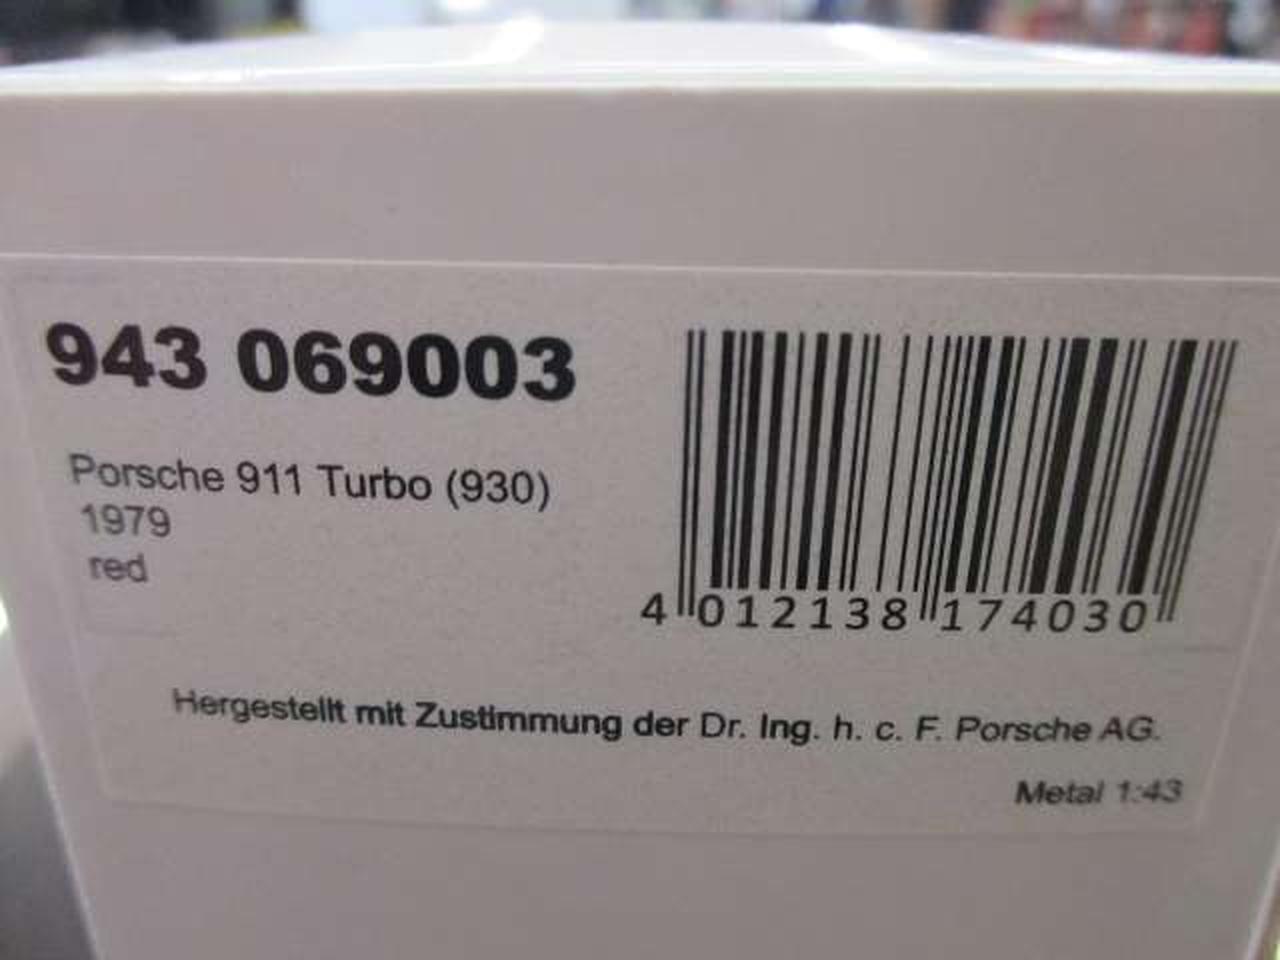 943 069003
Porsche 911 Turbo (930)
1979
red
4 012138 174030
Hergestellt mit Zustimmung der Dr. Ing. h. c. F. Porsche AG.
Metal 1:43